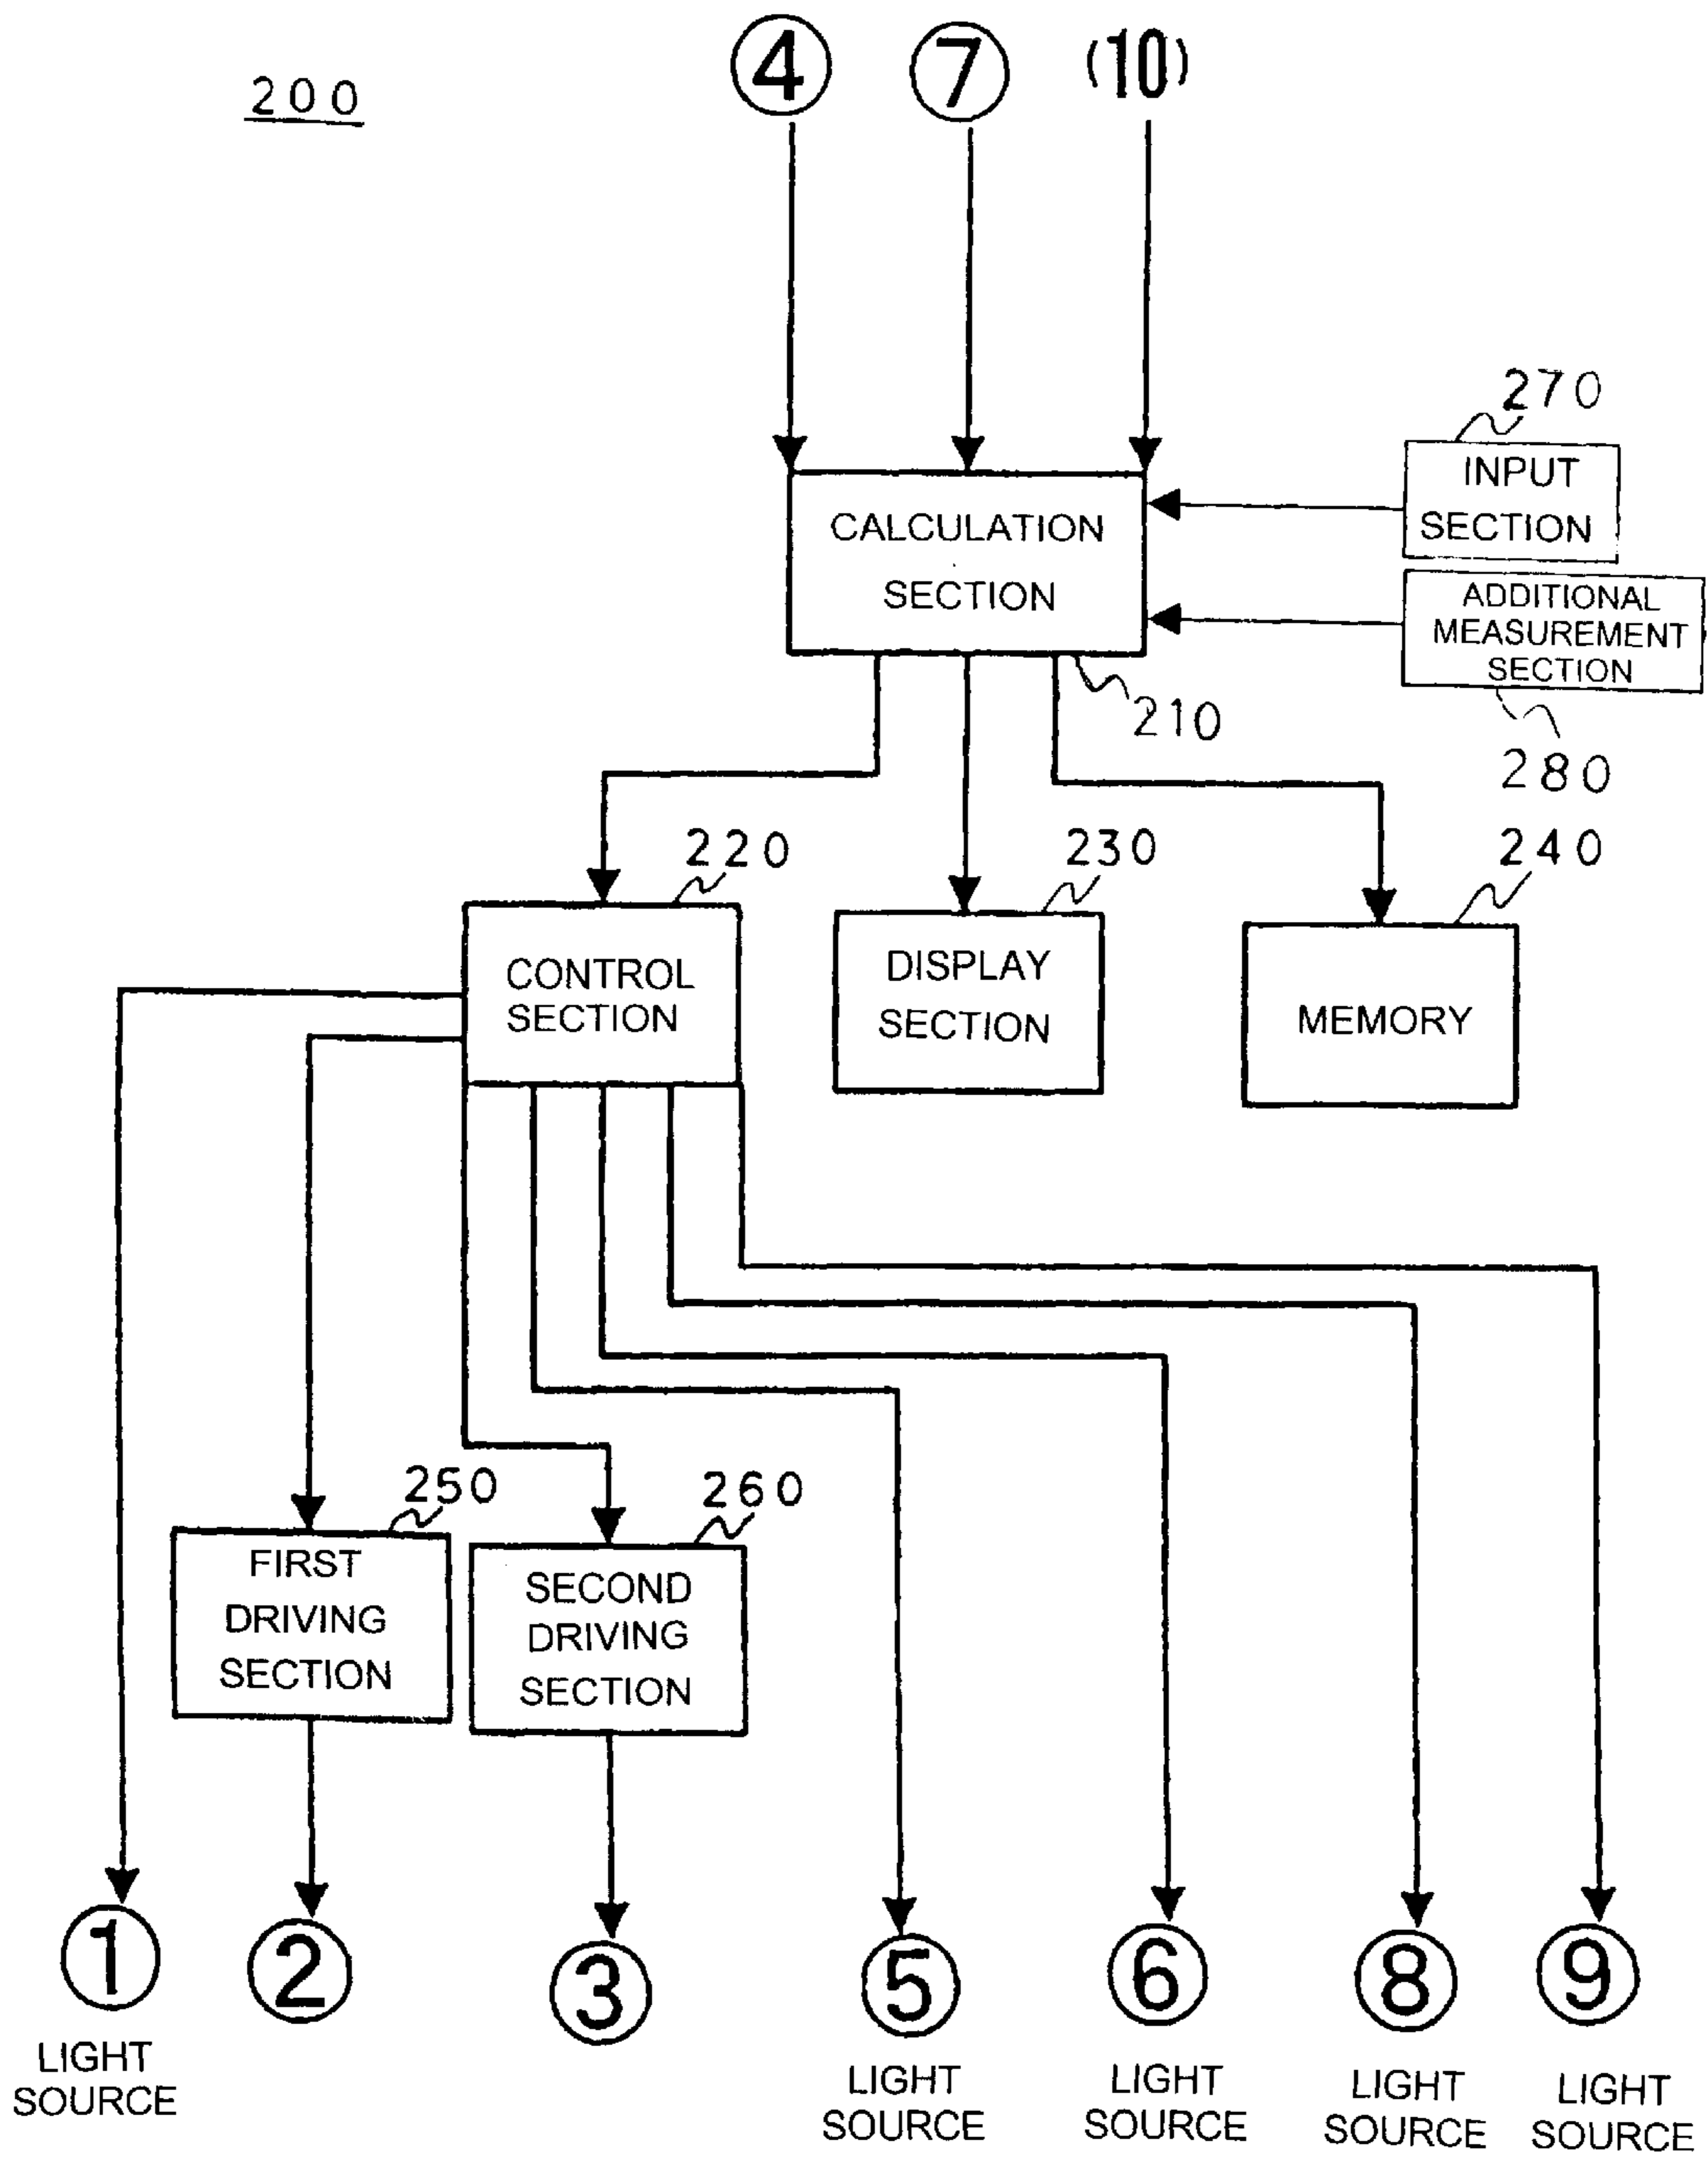 200
④ ⑦ (10)
270
INPUT
SECTION
CALCULATION
SECTION
ADDITIONAL
MEASUREMENT
SECTION
210
280
220
230
240
CONTROL
SECTION
DISPLAY
SECTION
MEMORY
250
260
FIRST
DRIVING
SECTION
SECOND
DRIVING
SECTION
① ② ③ ⑤ ⑥ ⑧ ⑨
LIGHT
SOURCE
LIGHT
SOURCE
LIGHT
SOURCE
LIGHT
SOURCE
LIGHT
SOURCE